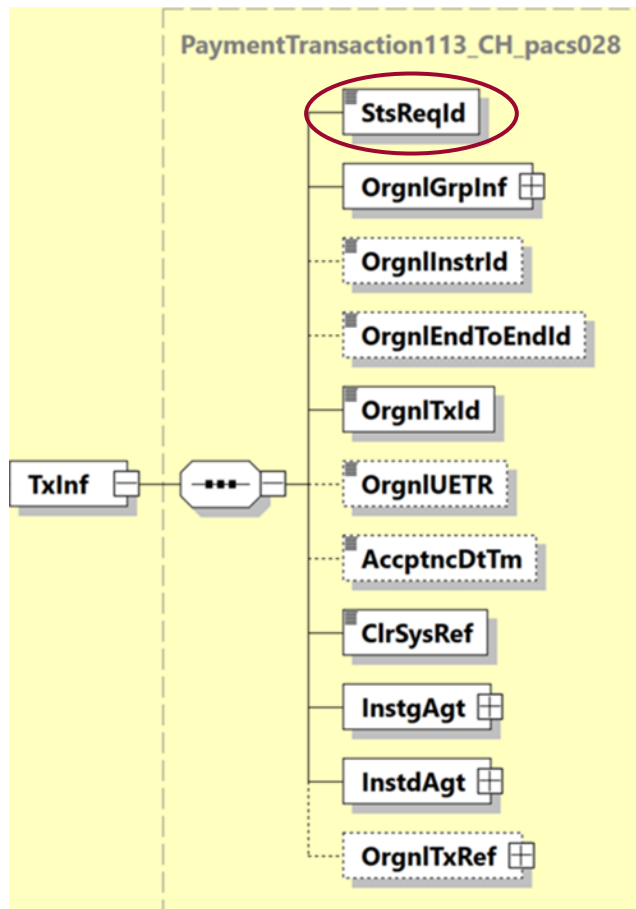 PaymentTransaction113_CH_pacs028
StsReqId
OrgnlGrpInf
OrgnlInstrId
OrgnlEndToEndId
OrgnlTxId
TxInf
OrgnlUETR
AccptncDtTm
ClrSysRef
InstgAgt
InstdAgt
OrgnlTxRef